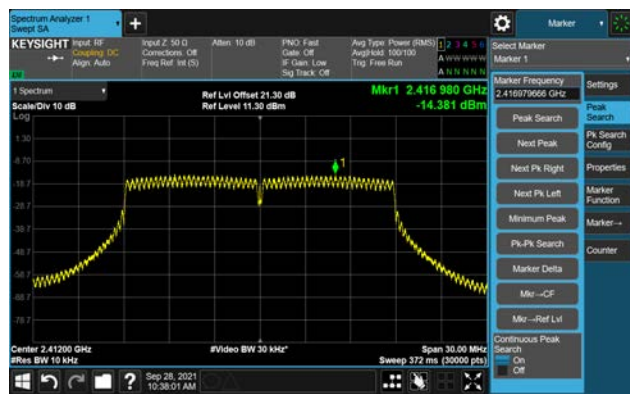 Spectrum Analyzer 1
Swept SA
Marker
KEYSIGHT
Input: RF
Coupling: DC
Align: Auto
Input Z: 50 Ω
Corrections: Off
Freq Ref: Int (S)
Atten: 10 dB
PNO: Fast
Gate: Off
IF Gain: Low
Sig Track: Off
Avg Type: Power (RMS)
Avg|Hold: 100/100
Trig: Free Run
1 2 3 4 5 6
A W W W W W
A N N N N N
Select Marker
Marker 1
1 Spectrum
Scale/Div 10 dB
Log
Ref Lvl Offset 21.30 dB
Ref Level 11.30 dBm
Mkr1 2.416 980 GHz
-14.381 dBm
1.30
-8.70
-18.7
-28.7
-38.7
-48.7
-58.7
-68.7
-78.7
1
Center 2.41200 GHz
#Res BW 10 kHz
#Video BW 30 kHz*
Span 30.00 MHz
Sweep 372 ms (30000 pts)
Marker Frequency
2.416979666 GHz
Peak Search
Next Peak
Next Pk Right
Next Pk Left
Minimum Peak
Pk-Pk Search
Marker Delta
Mkr→CF
Mkr→Ref Lvl
Continuous Peak
Search
On
Off
Settings
Peak
Search
Pk Search
Config
Properties
Marker
Function
Marker→
Counter
?
Sep 28, 2021
10:38:01 AM